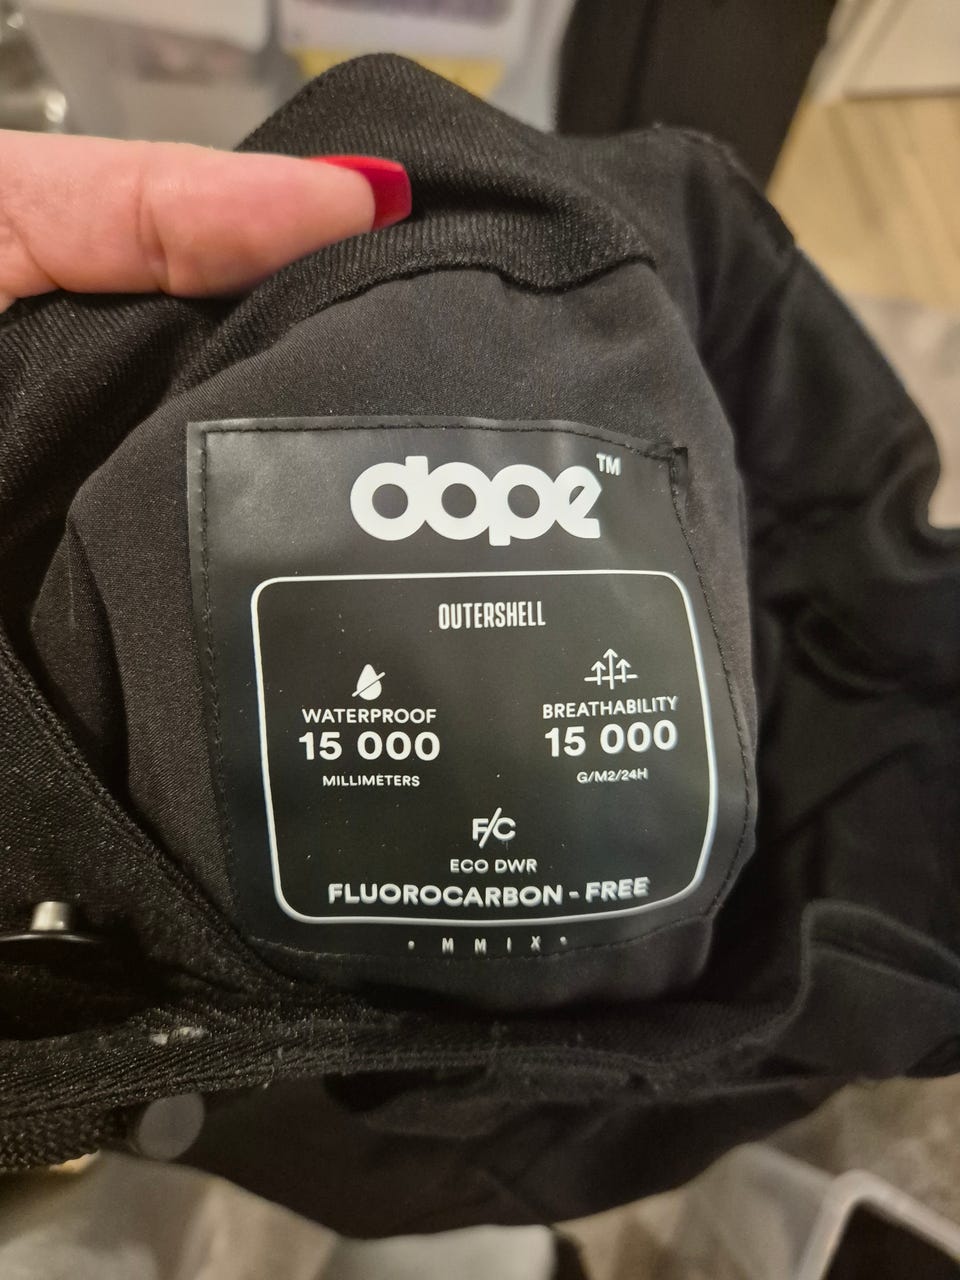 dope™
OUTERSHELL
WATERPROOF
15 000
MILLIMETERS
BREATHABILITY
15 000
G/M2/24H
F/C
ECO DWR
FLUOROCARBON - FREE
• M M I X •